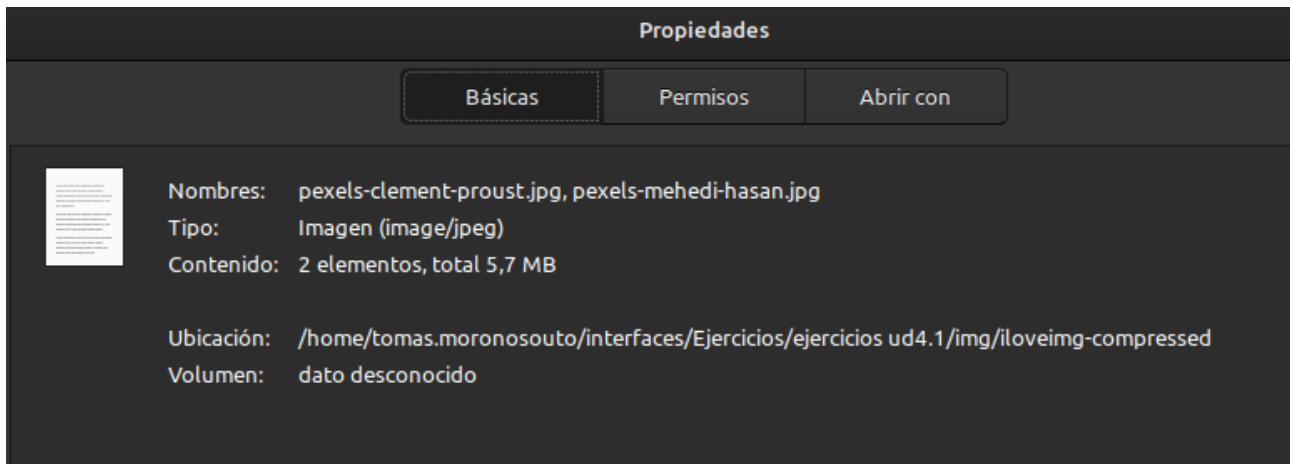 Propiedades
Básicas Permisos Abrir con
Nombres: pexels-clement-proust.jpg, pexels-mehedi-hasan.jpg
Tipo: Imagen (image/jpeg)
Contenido: 2 elementos, total 5,7 MB
Ubicación: /home/tomas.moronosouto/interfaces/Ejercicios/ejercicios ud4.1/img/iloveimg-compressed
Volumen: dato desconocido